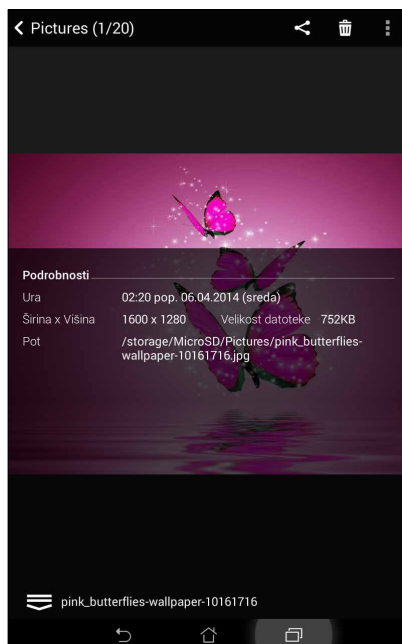 Pictures (1/20)
Podrobnosti
Ura 02:20 pop. 06.04.2014 (sreda)
Širina x Višina 1600 x 1280 Velikost datoteke 752KB
Pot /storage/MicroSD/Pictures/pink_butterflies-
wallpaper-10161716.jpg
pink_butterflies-wallpaper-10161716